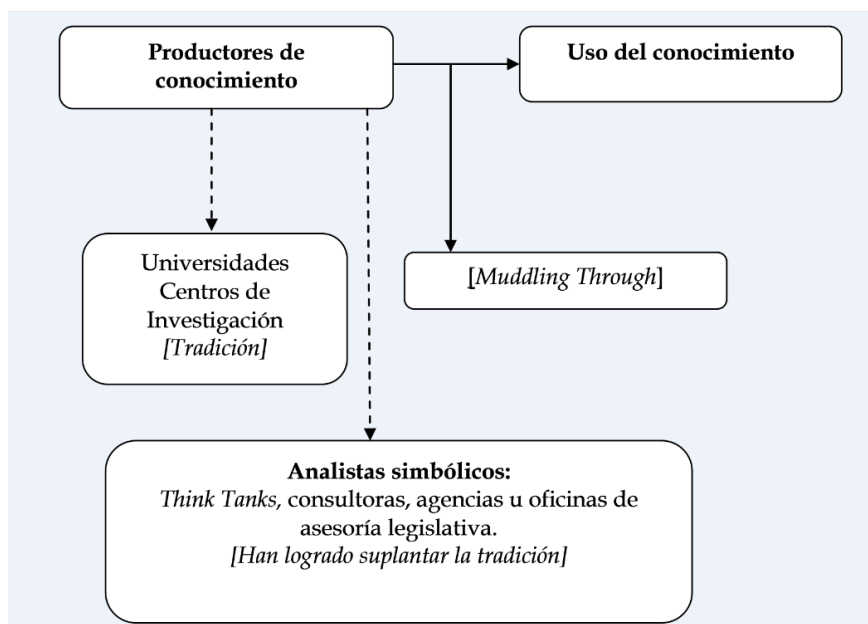 Productores de
conocimiento
Uso del conocimiento
Universidades
Centros de
Investigación
[Tradición]
[Muddling Through]
Analistas simbólicos:
Think Tanks, consultoras, agencias u oficinas de
asesoría legislativa.
[Han logrado suplantar la tradición]